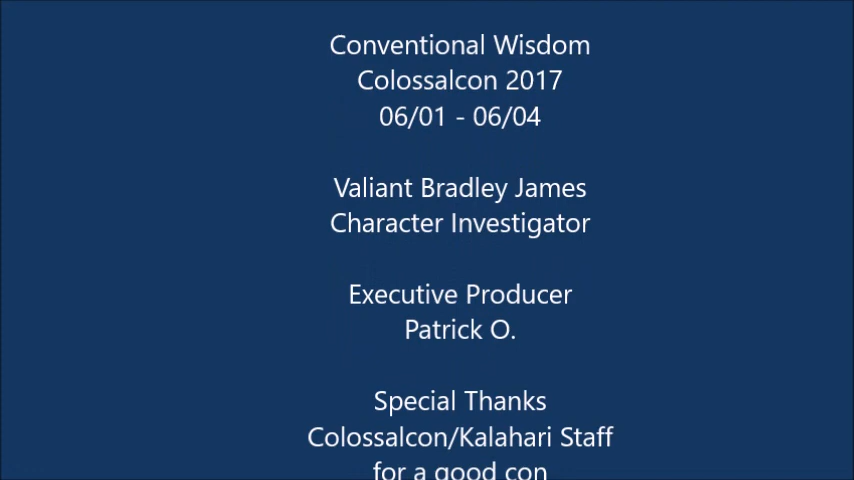 Conventional Wisdom
Colossalcon 2017
06/01 - 06/04
Valiant Bradley James
Character Investigator
Executive Producer
Patrick O.
Special Thanks
Colossalcon/Kalahari Staff
for a good con